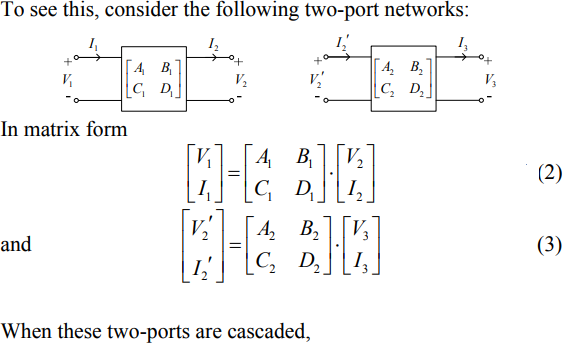 To see this, consider the following two-port networks:
I₁ I₂ I₂′ I₃
+ + + +
V₁ [A₁ B₁ V₂ V₂′ [A₂ B₂ V₃
C₁ D₁] C₂ D₂]
- - - -
In matrix form
[V₁ I₁] = [A₁ B₁ C₁ D₁] · [V₂ I₂] (2)
and [V₂′ I₂′] = [A₂ B₂ C₂ D₂] · [V₃ I₃] (3)
When these two-ports are cascaded,